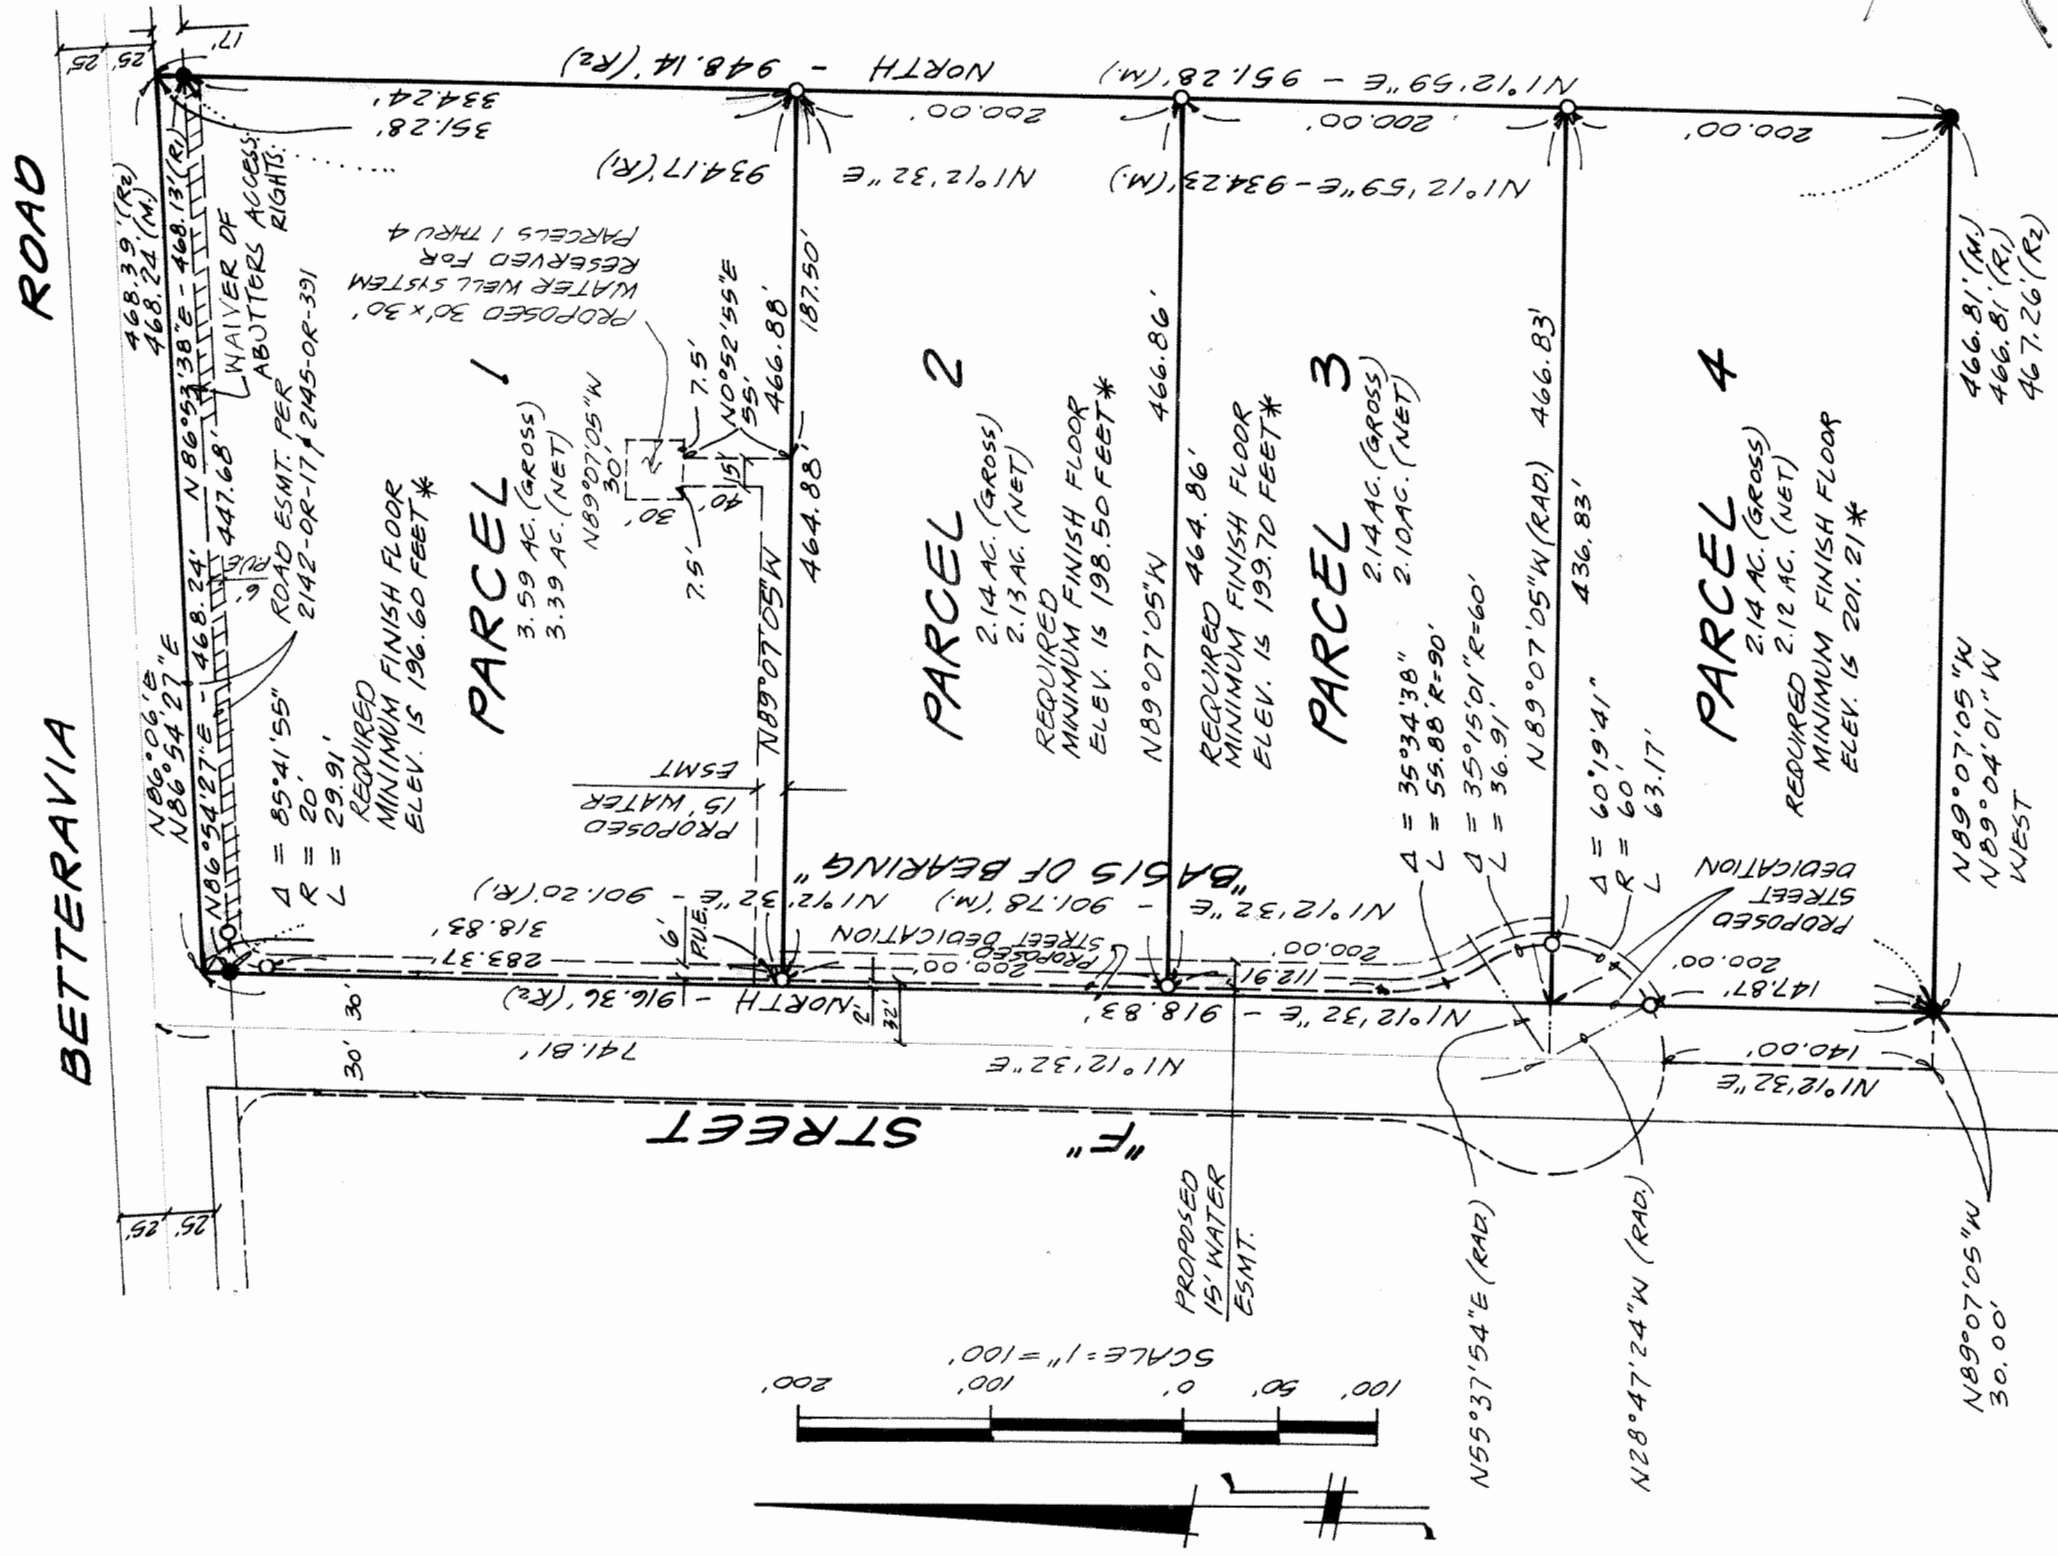 BETTERAVIA ROAD
25'
25'
17'
N86°06'E 468.39'(R2)
N86°54'27"E 468.24'(M.)
N86°54'27"E - 468.24' N86°53'38"E - 468.13'(R1)
447.68'
6'
PUE
WAIVER OF
ABUTTERS ACCESS
RIGHTS.
ROAD ESMT. PER
2142-OR-17 & 2145-OR-391
Δ = 85°41'55"
R = 20'
L = 29.91'
REQUIRED
MINIMUM FINISH FLOOR
ELEV. IS 196.60 FEET*
PARCEL 1
3.59 AC. (GROSS)
3.39 AC. (NET)
N89°07'05"W
30'
PROPOSED 30'x30'
WATER WELL SYSTEM
RESERVED FOR
PARCELS 1 THRU 4
7.5'
N0°52'55"E
55'
30'
40'
15'
7.5'
466.88'
187.50'
N89°07'05"W
464.88'
PROPOSED
15' WATER
ESMT
PARCEL 2
2.14 AC. (GROSS)
2.13 AC. (NET)
REQUIRED
MINIMUM FINISH FLOOR
ELEV. IS 198.50 FEET*
N89°07'05"W 466.86'
464.86'
REQUIRED
MINIMUM FINISH FLOOR
ELEV. IS 199.70 FEET*
PARCEL 3
2.14 AC. (GROSS)
2.10 AC. (NET)
Δ = 35°34'38"
L = 55.88' R=90'
Δ = 35°15'01" R=60'
L = 36.91'
N89°07'05"W (RAD.) 466.83'
436.83'
Δ = 60°19'41"
R = 60'
L 63.17'
PARCEL 4
2.14 AC. (GROSS)
2.12 AC. (NET)
REQUIRED
MINIMUM FINISH FLOOR
ELEV. IS 201.21*
PROPOSED
STREET
DEDICATION
N89°07'05"W 466.81'(M.)
N89°04'01"W 466.81'(R1)
WEST 467.26'(R2)
N1°12'59"E - 951.28'(M.)
NORTH - 948.14'(R2)
200.00'
200.00'
200.00'
334.24'
351.28'
N1°12'59"E - 934.23'(M.)
N1°12'32"E 934.17'(R1)
"BASIS OF BEARING"
N1°12'32"E - 901.78'(M.) N1°12'32"E - 901.20'(R1)
318.83'
283.37'
6'
P.U.E.
PROPOSED
STREET DEDICATION
200.00'
200.00'
112.91'
200.00'
147.87'
N1°12'32"E - 918.83'
NORTH - 916.36'(R2)
2'
32'
30'
30'
N1°12'32"E 741.81'
140.00'
N1°12'32"E
"F" STREET
25'
25'
PROPOSED
15' WATER
ESMT.
N55°37'54"E (RAD.)
N28°47'24"W (RAD.)
N89°07'05"W
30.00'
SCALE=1"=100'
100' 50' 0' 100' 200'